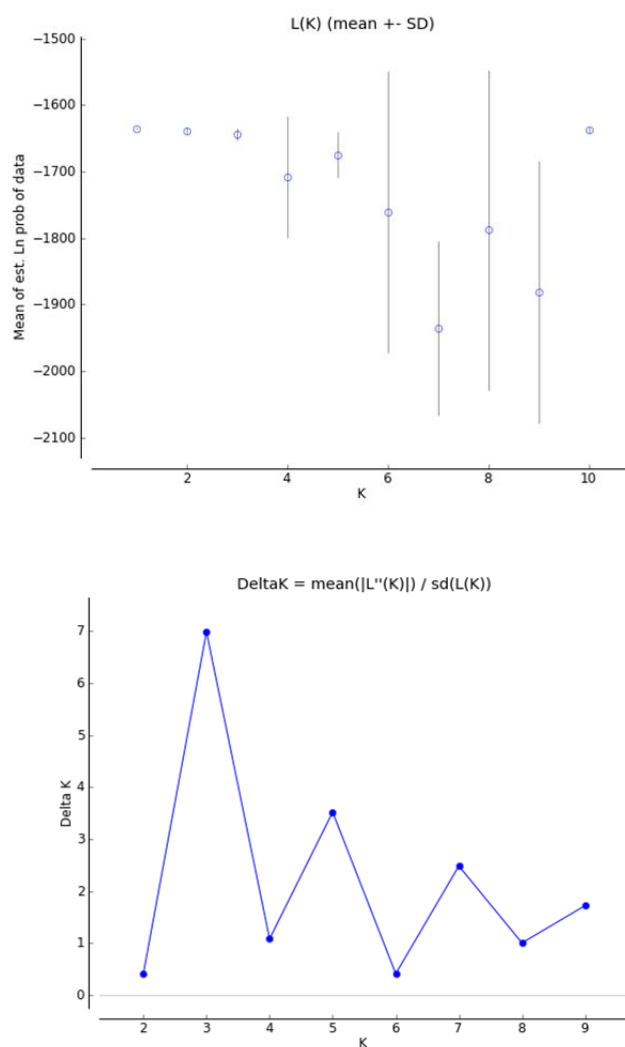 L(K) (mean +- SD)
Mean of est. Ln prob of data
−1500
−1600
−1700
−1800
−1900
−2000
−2100
2 4 6 8 10
K
DeltaK = mean(|L''(K)|) / sd(L(K))
Delta K
7
6
5
4
3
2
1
0
2 3 4 5 6 7 8 9
K